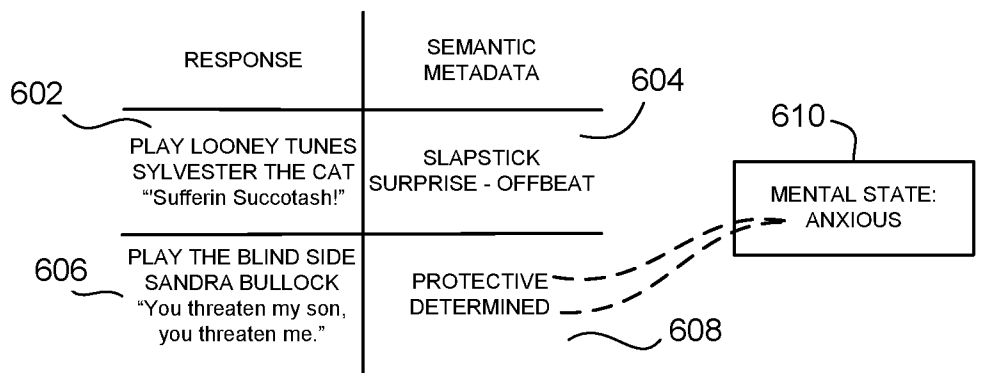 RESPONSE
SEMANTIC
METADATA
602
604
PLAY LOONEY TUNES
SYLVESTER THE CAT
“'Sufferin Succotash!”
SLAPSTICK
SURPRISE - OFFBEAT
610
MENTAL STATE:
ANXIOUS
606
PLAY THE BLIND SIDE
SANDRA BULLOCK
“You threaten my son,
you threaten me.”
PROTECTIVE
DETERMINED
608